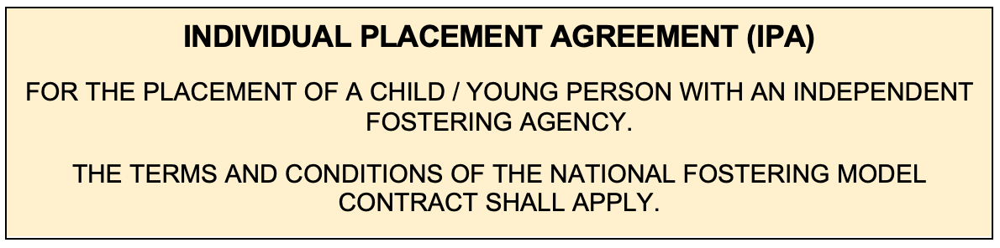 INDIVIDUAL PLACEMENT AGREEMENT (IPA)
FOR THE PLACEMENT OF A CHILD / YOUNG PERSON WITH AN INDEPENDENT
FOSTERING AGENCY.
THE TERMS AND CONDITIONS OF THE NATIONAL FOSTERING MODEL
CONTRACT SHALL APPLY.